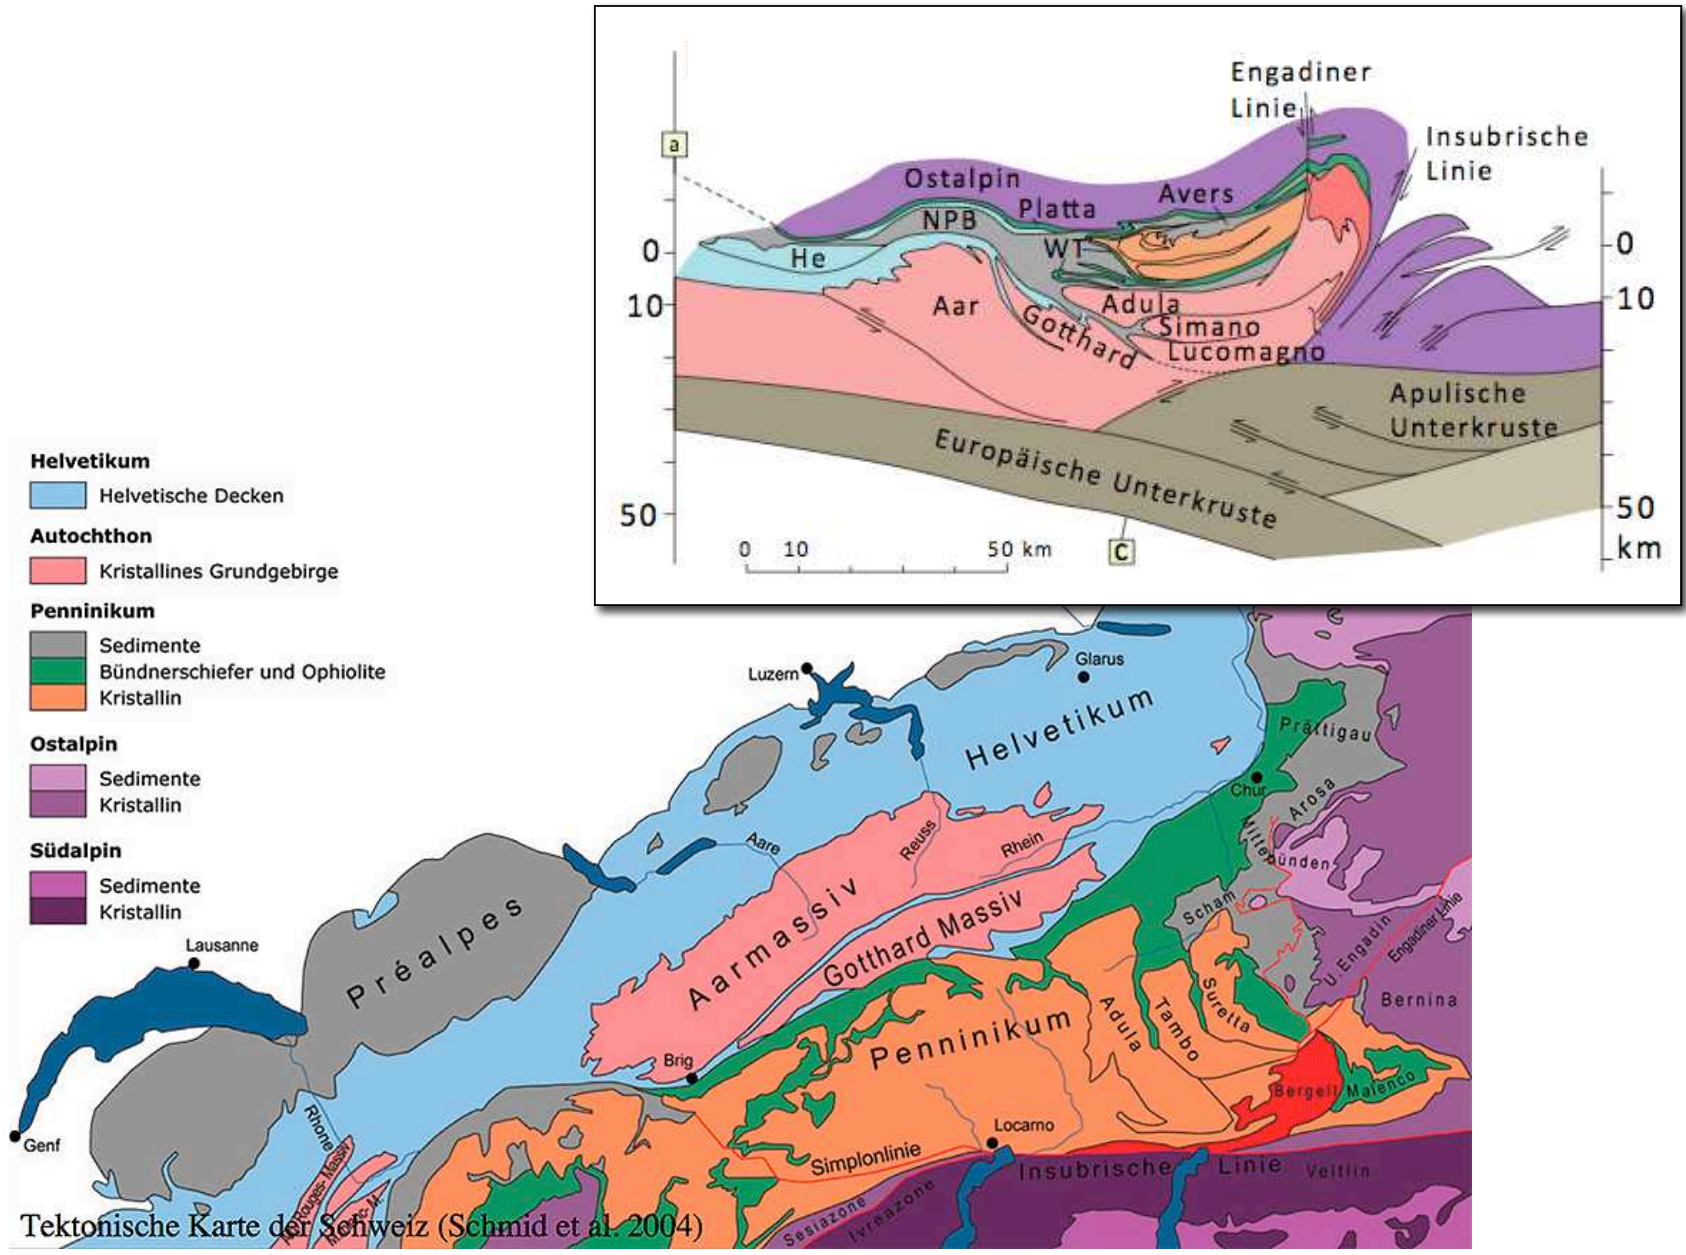 Engadiner
Linie
Insubrische
Linie
a
Ostalpin
Avers
Platta
NPB
WT
He
0
0
10
10
Aar
Gotthard
Adula
Simano
Lucomagno
Apulische
Unterkruste
Europäische Unterkruste
50
50
km
0 10 50 km
C
Helvetikum
Helvetische Decken
Autochthon
Kristallines Grundgebirge
Penninikum
Sedimente
Bündnerschiefer und Ophiolite
Kristallin
Ostalpin
Sedimente
Kristallin
Südalpin
Sedimente
Kristallin
Luzern
Glarus
Helvetikum
Prättigau
Chur
Arosa
Mittelbünden
Aare
Reuss
Rhein
Aarmassiv
Gotthard Massiv
Scham
U. Engadin
Engadiner Linie
Bernina
Préalpes
Lausanne
Genf
Rhone
Brig
Penninikum
Adula
Tambo
Suretta
Bergell
Malenco
Locarno
Simplonlinie
Insubrische Linie
Veltlin
Sesiazone
Ivreazone
Rouges-Massiv
Tektonische Karte der Schweiz (Schmid et al. 2004)